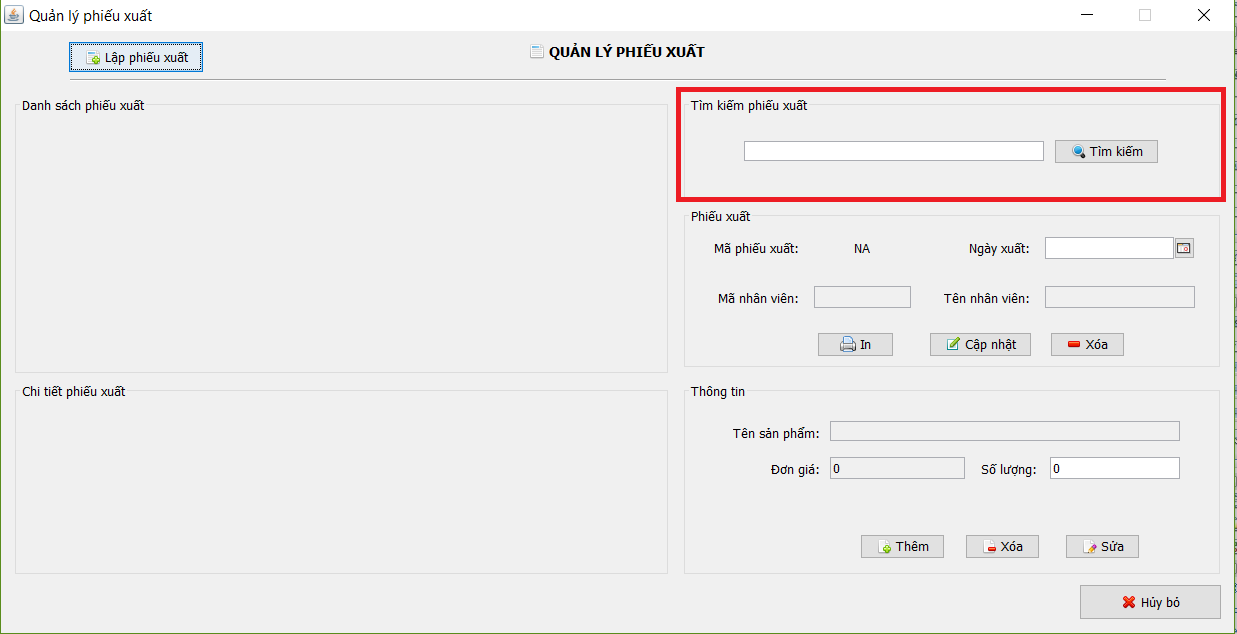 Quản lý phiếu xuất
Lập phiếu xuất
QUẢN LÝ PHIẾU XUẤT
Danh sách phiếu xuất
Tìm kiếm phiếu xuất
Tìm kiếm
Phiếu xuất
Mã phiếu xuất: NA Ngày xuất:
Mã nhân viên: Tên nhân viên:
In Cập nhật Xóa
Chi tiết phiếu xuất
Thông tin
Tên sản phẩm:
Đơn giá: 0 Số lượng: 0
Thêm Xóa Sửa
Hủy bỏ